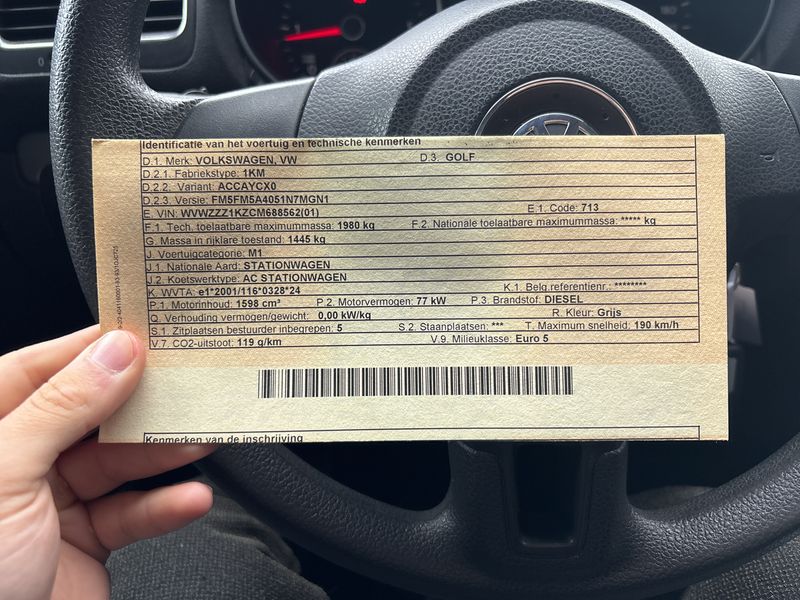 Identificatie van het voertuig en technische kenmerken
D.1. Merk: VOLKSWAGEN, VW D.3. GOLF
D.2.1. Fabriekstype: 1KM
D.2.2. Variant: ACCAYCX0
D.2.3. Versie: FM5FM5A4051N7MGN1
E. VIN: WVWZZZ1KZCM688562(01) E.1. Code: 713
F.1. Tech. toelaatbare maximummassa: 1980 kg F.2. Nationale toelaatbare maximummassa: ***** kg
G. Massa in rijklare toestand: 1445 kg
J. Voertuigcategorie: M1
J.1. Nationale Aard: STATIONWAGEN
J.2. Koetswerktype: AC STATIONWAGEN
K. WVTA: e1*2001/116*0328*24 K.1. Belg.referentienr.: ********
P.1. Motorinhoud: 1598 cm³ P.2. Motorvermogen: 77 kW P.3. Brandstof: DIESEL
Q. Verhouding vermogen/gewicht: 0,00 kW/kg R. Kleur: Grijs
S.1. Zitplaatsen bestuurder inbegrepen: 5 S.2. Staanplaatsen: *** T. Maximum snelheid: 190 km/h
V.7. CO2-uitstoot: 119 g/km V.9. Milieuklasse: Euro 5
Kenmerken van de inschrijving